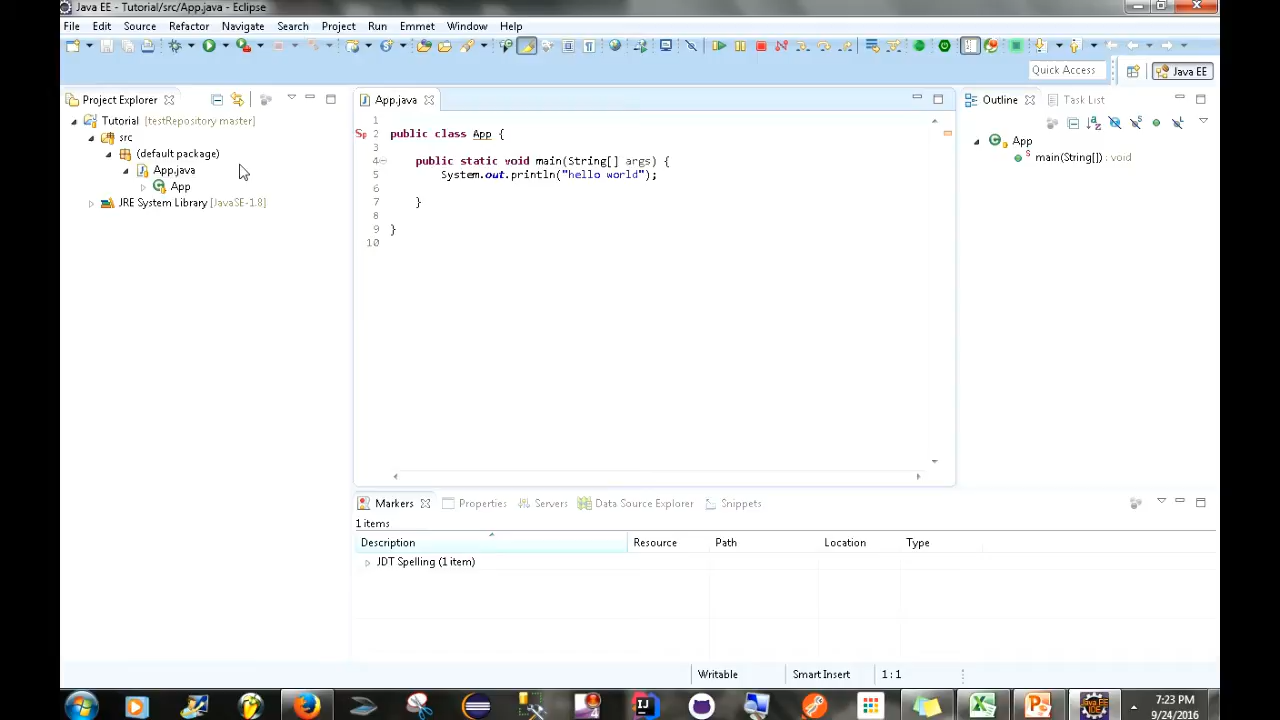 Java EE - Tutorial/src/App.java - Eclipse
File Edit Source Refactor Navigate Search Project Run Emmet Window Help
Quick Access
Java EE
Project Explorer
Tutorial [testRepository master]
src
(default package)
App.java
App
JRE System Library [JavaSE-1.8]
App.java
1
Sp 2 public class App {
3
4 public static void main(String[] args) {
5 System.out.println("hello world");
6
7 }
8
9 }
10
Outline Task List
App
main(String[]) : void
Markers Properties Servers Data Source Explorer Snippets
1 items
Description Resource Path Location Type
JDT Spelling (1 item)
Writable Smart Insert 1 : 1
7:23 PM
9/24/2016